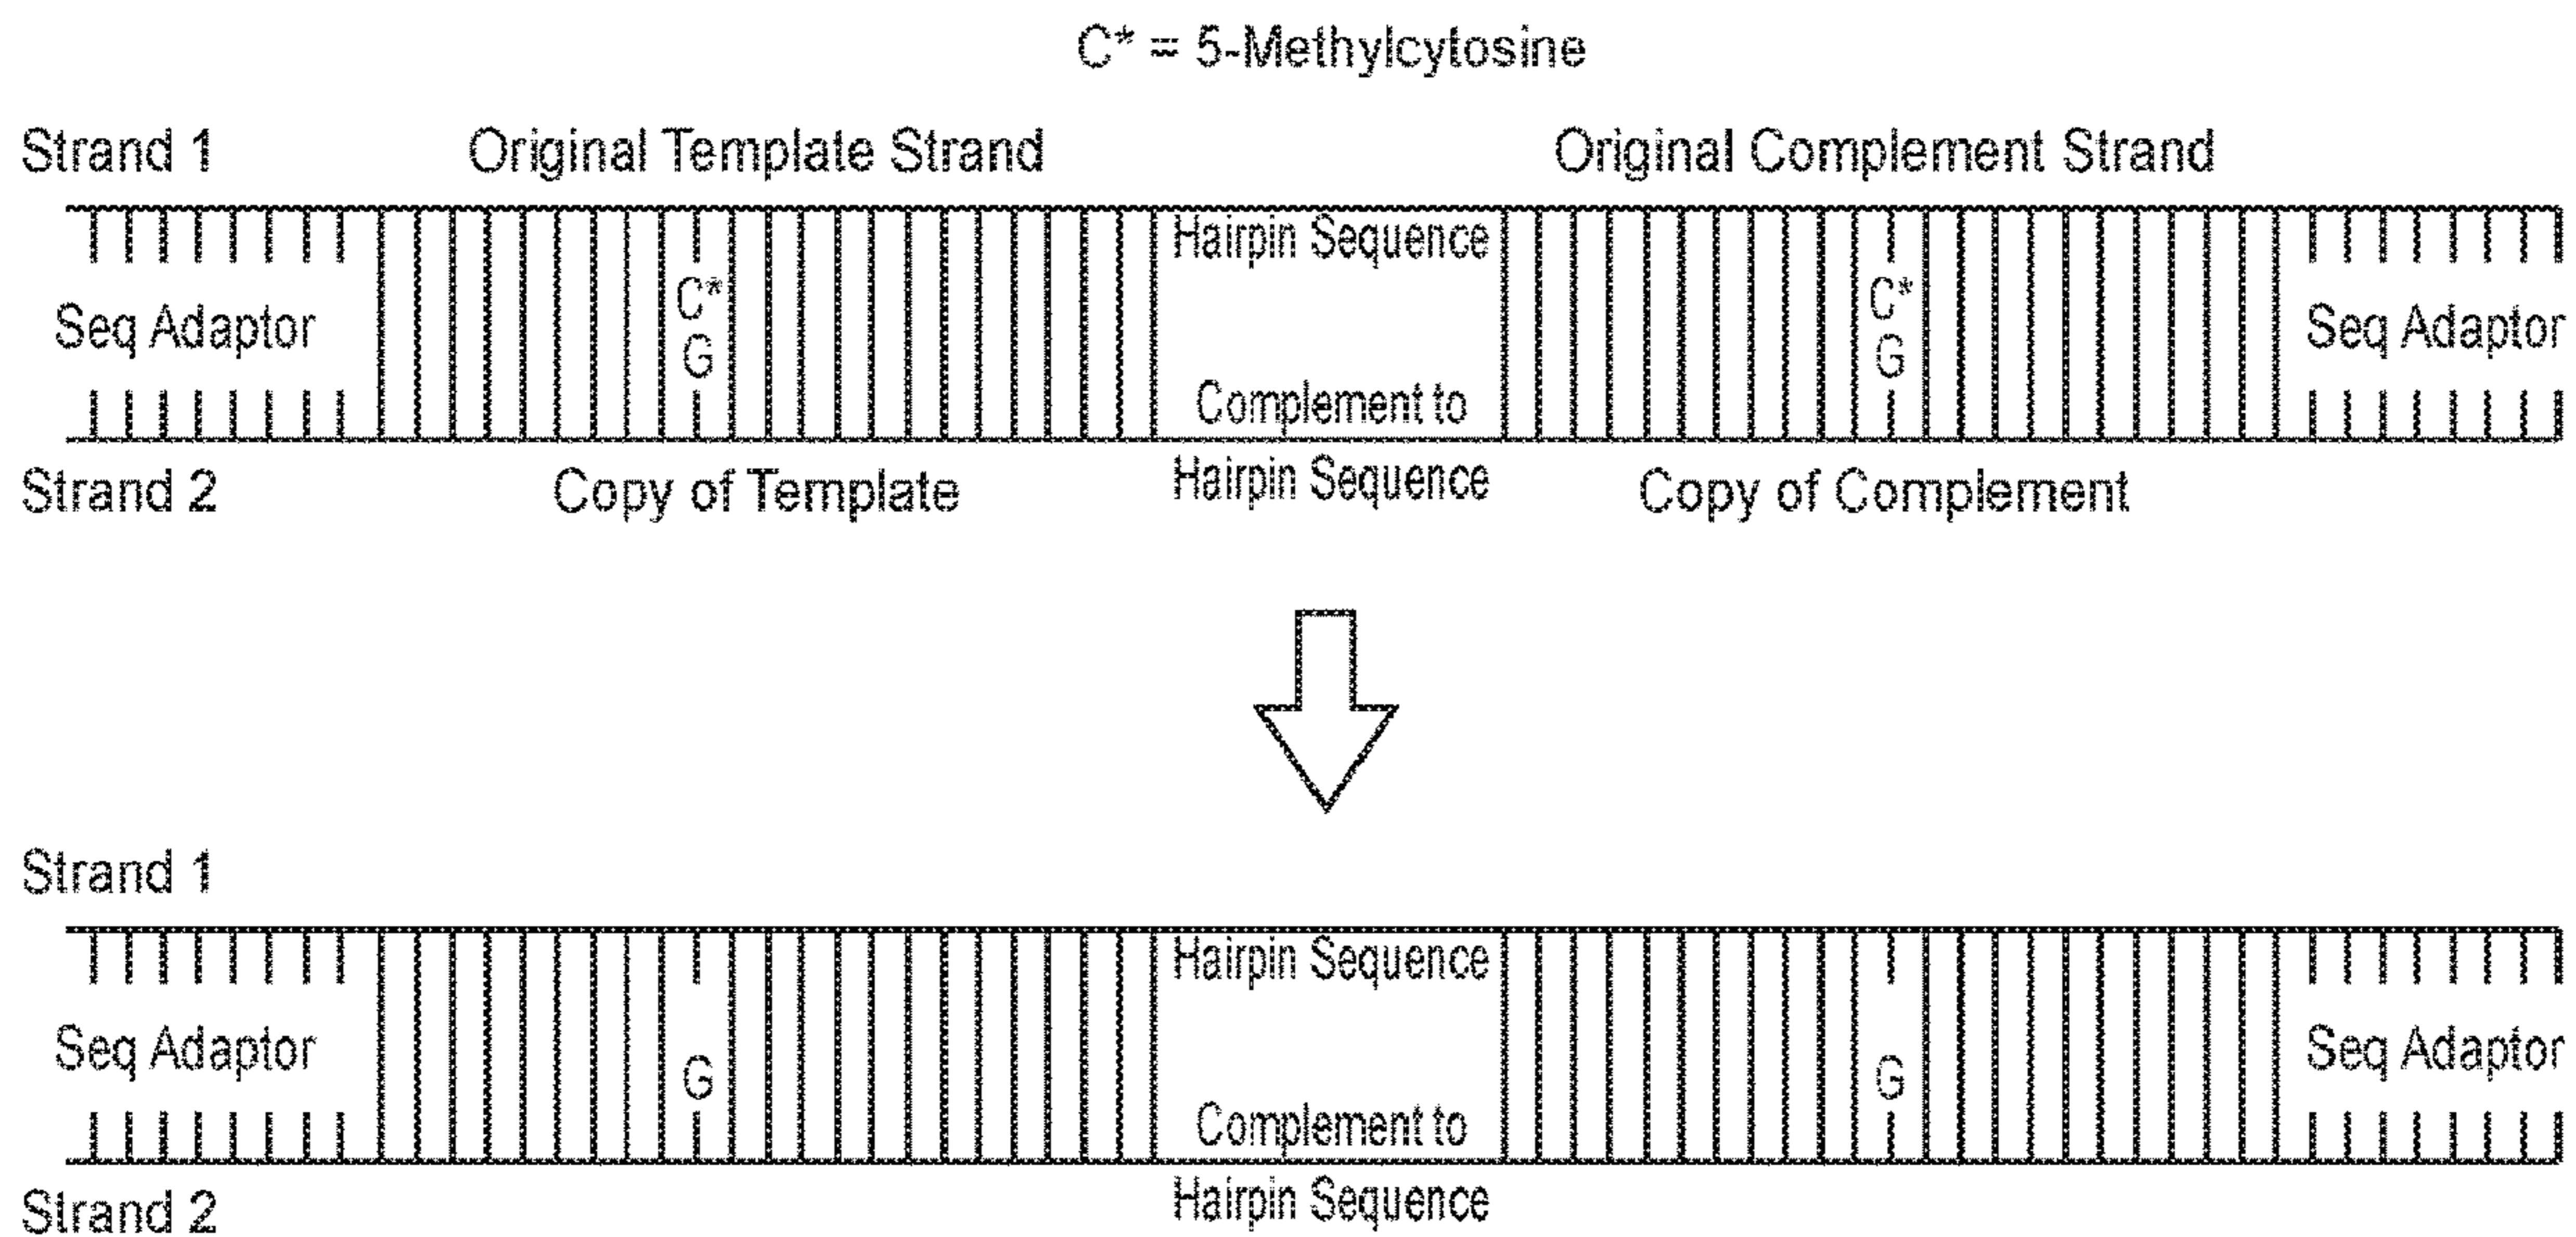 C* = 5-Methylcytosine
Strand 1 Original Template Strand Original Complement Strand
Hairpin Sequence
C* C*
Seq Adaptor G G Seq Adaptor
Complement to
Strand 2 Copy of Template Hairpin Sequence Copy of Complement
Strand 1
Hairpin Sequence
Seq Adaptor G G Seq Adaptor
Complement to
Strand 2 Hairpin Sequence